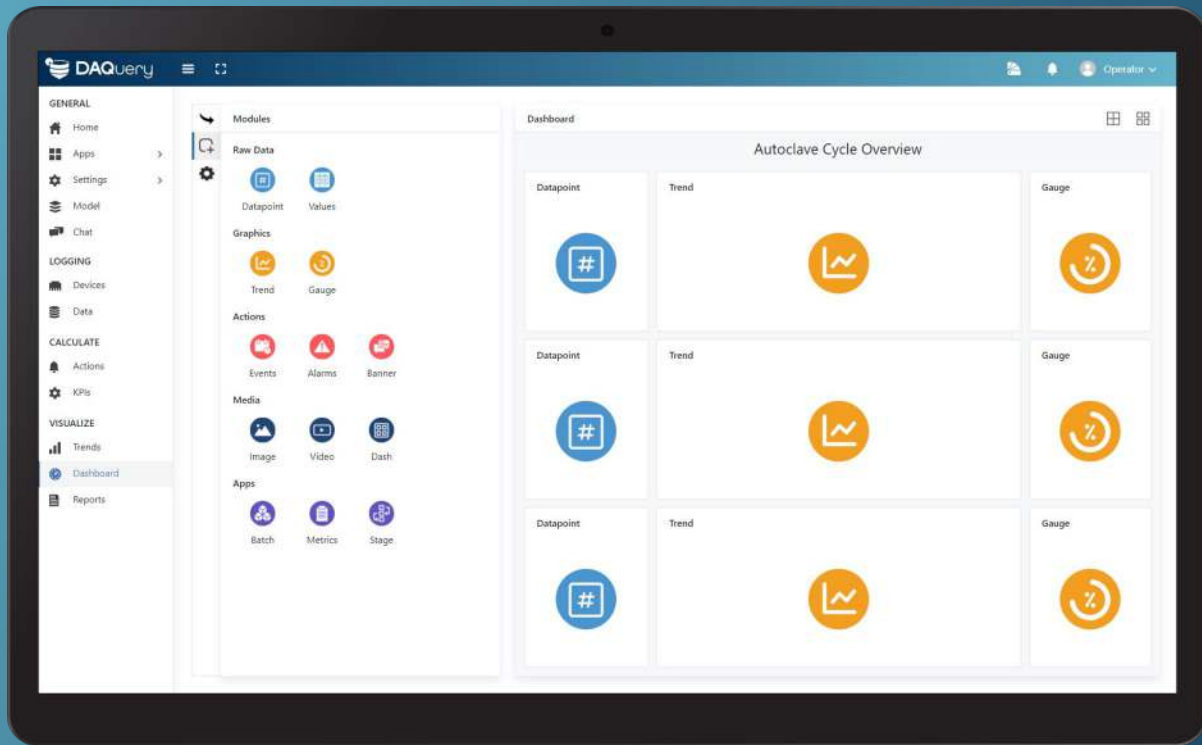 DAQuery
Operator
GENERAL
Home
Apps
Settings
Model
Chat
LOGGING
Devices
Data
CALCULATE
Actions
KPIs
VISUALIZE
Trends
Dashboard
Reports
Modules
Raw Data
#
Datapoint Values
Graphics
Trend Gauge
Actions
Events Alarms Banner
Media
Image Video Dash
Apps
Batch Metrics Stage
Dashboard
Autoclave Cycle Overview
Datapoint Trend Gauge
# %
Datapoint Trend Gauge
# %
Datapoint Trend Gauge
# %